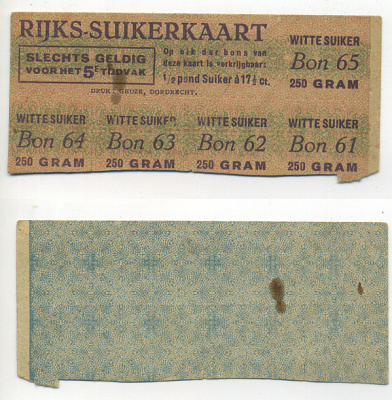 RIJKS-SUIKERKAART
SLECHTS GELDIG
VOOR HET 5E TIJDVAK
Op elk der bons van
deze kaart is verkrijgbaar:
1/2 pond Suiker à 17½ Ct.
DRUK DORDRECHT.
WITTE SUIKER
Bon 65
250 GRAM
WITTE SUIKER
Bon 64
250 GRAM
WITTE SUIKER
Bon 63
250 GRAM
WITTE SUIKER
Bon 62
250 GRAM
WITTE SUIKER
Bon 61
250 GRAM